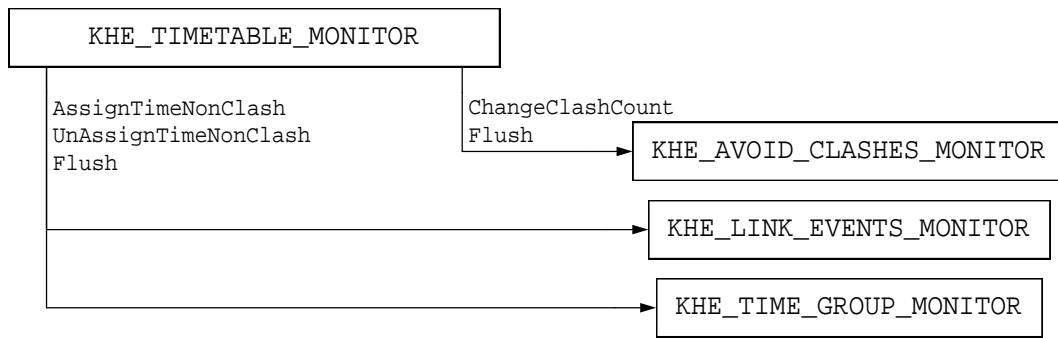 KHE_TIMETABLE_MONITOR
AssignTimeNonClash
UnAssignTimeNonClash
Flush
ChangeClashCount
Flush
KHE_AVOID_CLASHES_MONITOR
KHE_LINK_EVENTS_MONITOR
KHE_TIME_GROUP_MONITOR